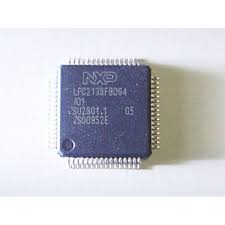 NXP
LPC2138FBD64
/01
SU2801.1 05
ZSD0952E